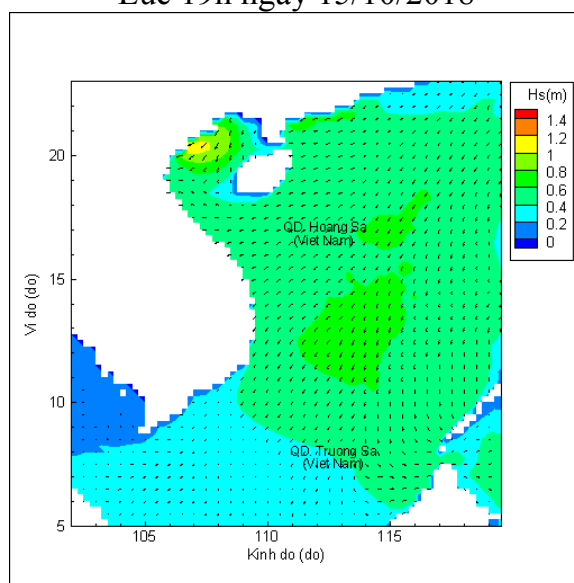 Lúc 19h ngày 15/10/2018
Hs(m)
1.4
1.2
1
0.8
0.6
0.4
0.2
0
20
15
10
5
Vi do (do)
QD. Hoang Sa
(Viet Nam)
QD. Truong Sa
(Viet Nam)
105
110
115
Kinh do (do)